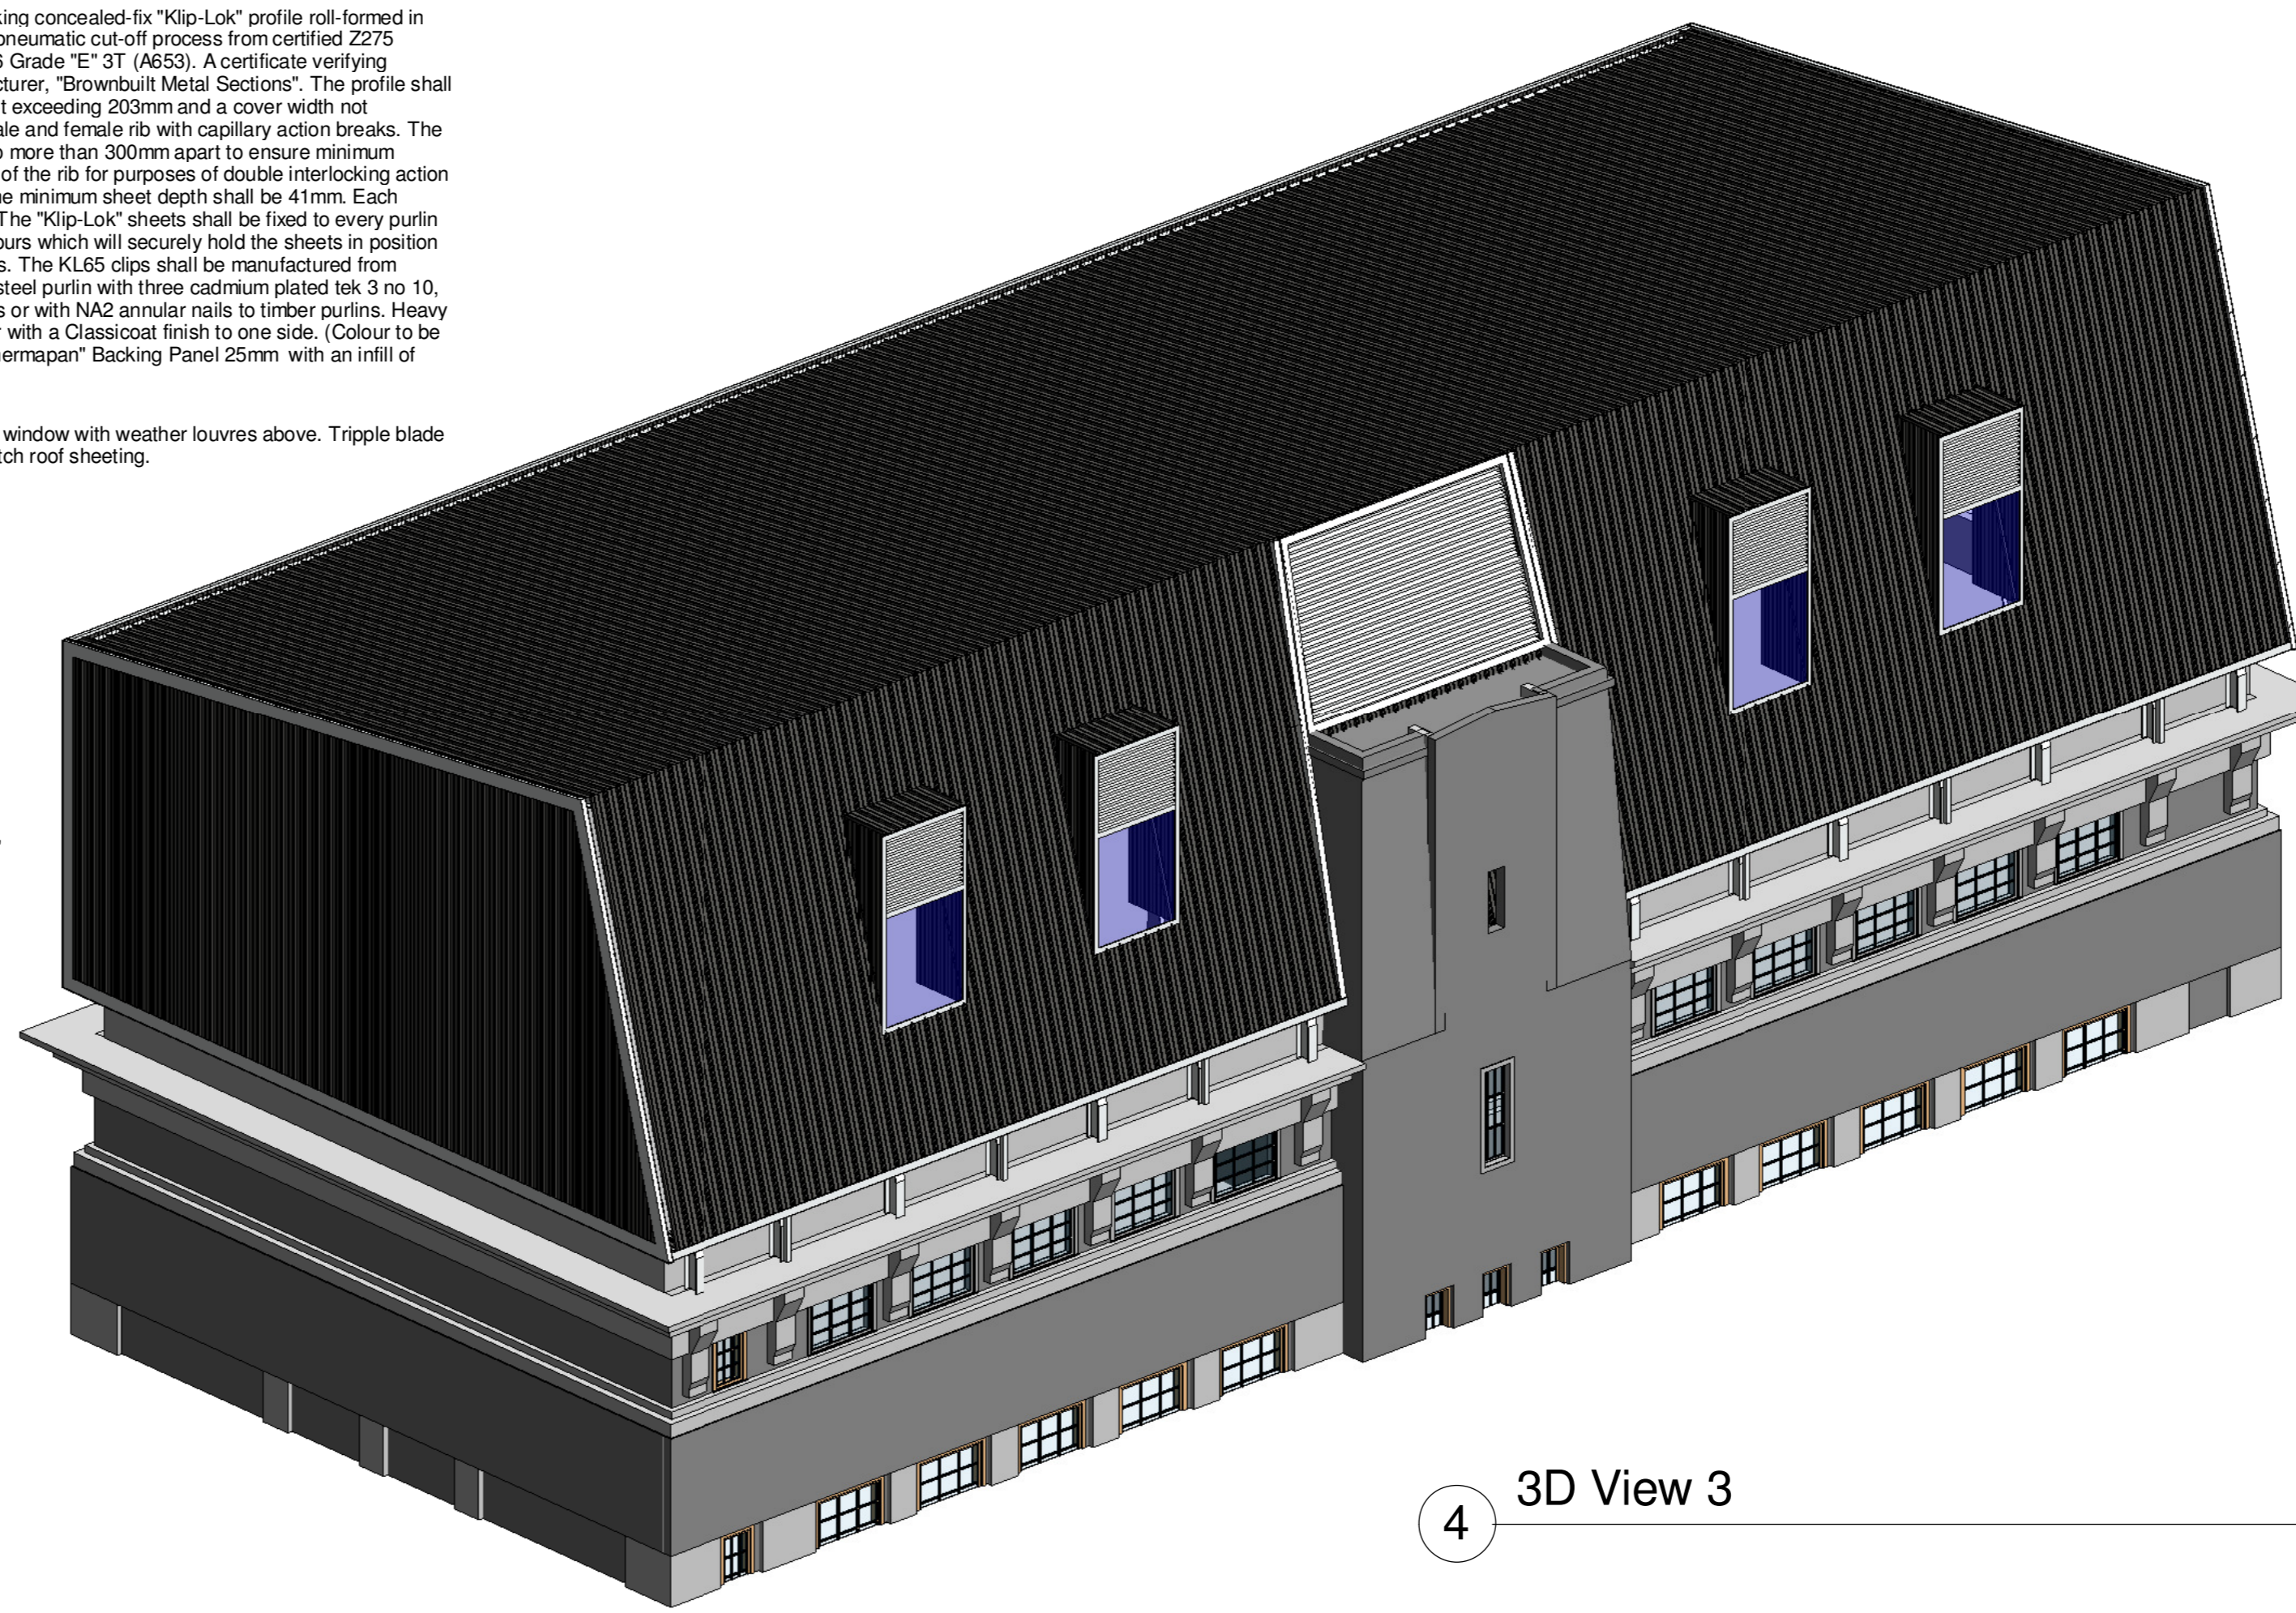 king concealed-fix "Klip-Lok" profile roll-formed in
pneumatic cut-off process from certified Z275
6 Grade "E" 3T (A653). A certificate verifying
cturer, "Brownbuilt Metal Sections". The profile shall
t exceeding 203mm and a cover width not
ale and female rib with capillary action breaks. The
o more than 300mm apart to ensure minimum
of the rib for purposes of double interlocking action
ne minimum sheet depth shall be 41mm. Each
The "Klip-Lok" sheets shall be fixed to every purlin
ours which will securely hold the sheets in position
s. The KL65 clips shall be manufactured from
steel purlin with three cadmium plated tek 3 no 10,
s or with NA2 annular nails to timber purlins. Heavy
r with a Classicoat finish to one side. (Colour to be
hermapan" Backing Panel 25mm with an infill of
window with weather louvres above. Tripple blade
tch roof sheeting.
4 3D View 3